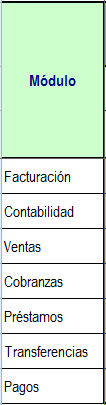 Módulo
Facturación
Contabilidad
Ventas
Cobranzas
Préstamos
Transferencias
Pagos